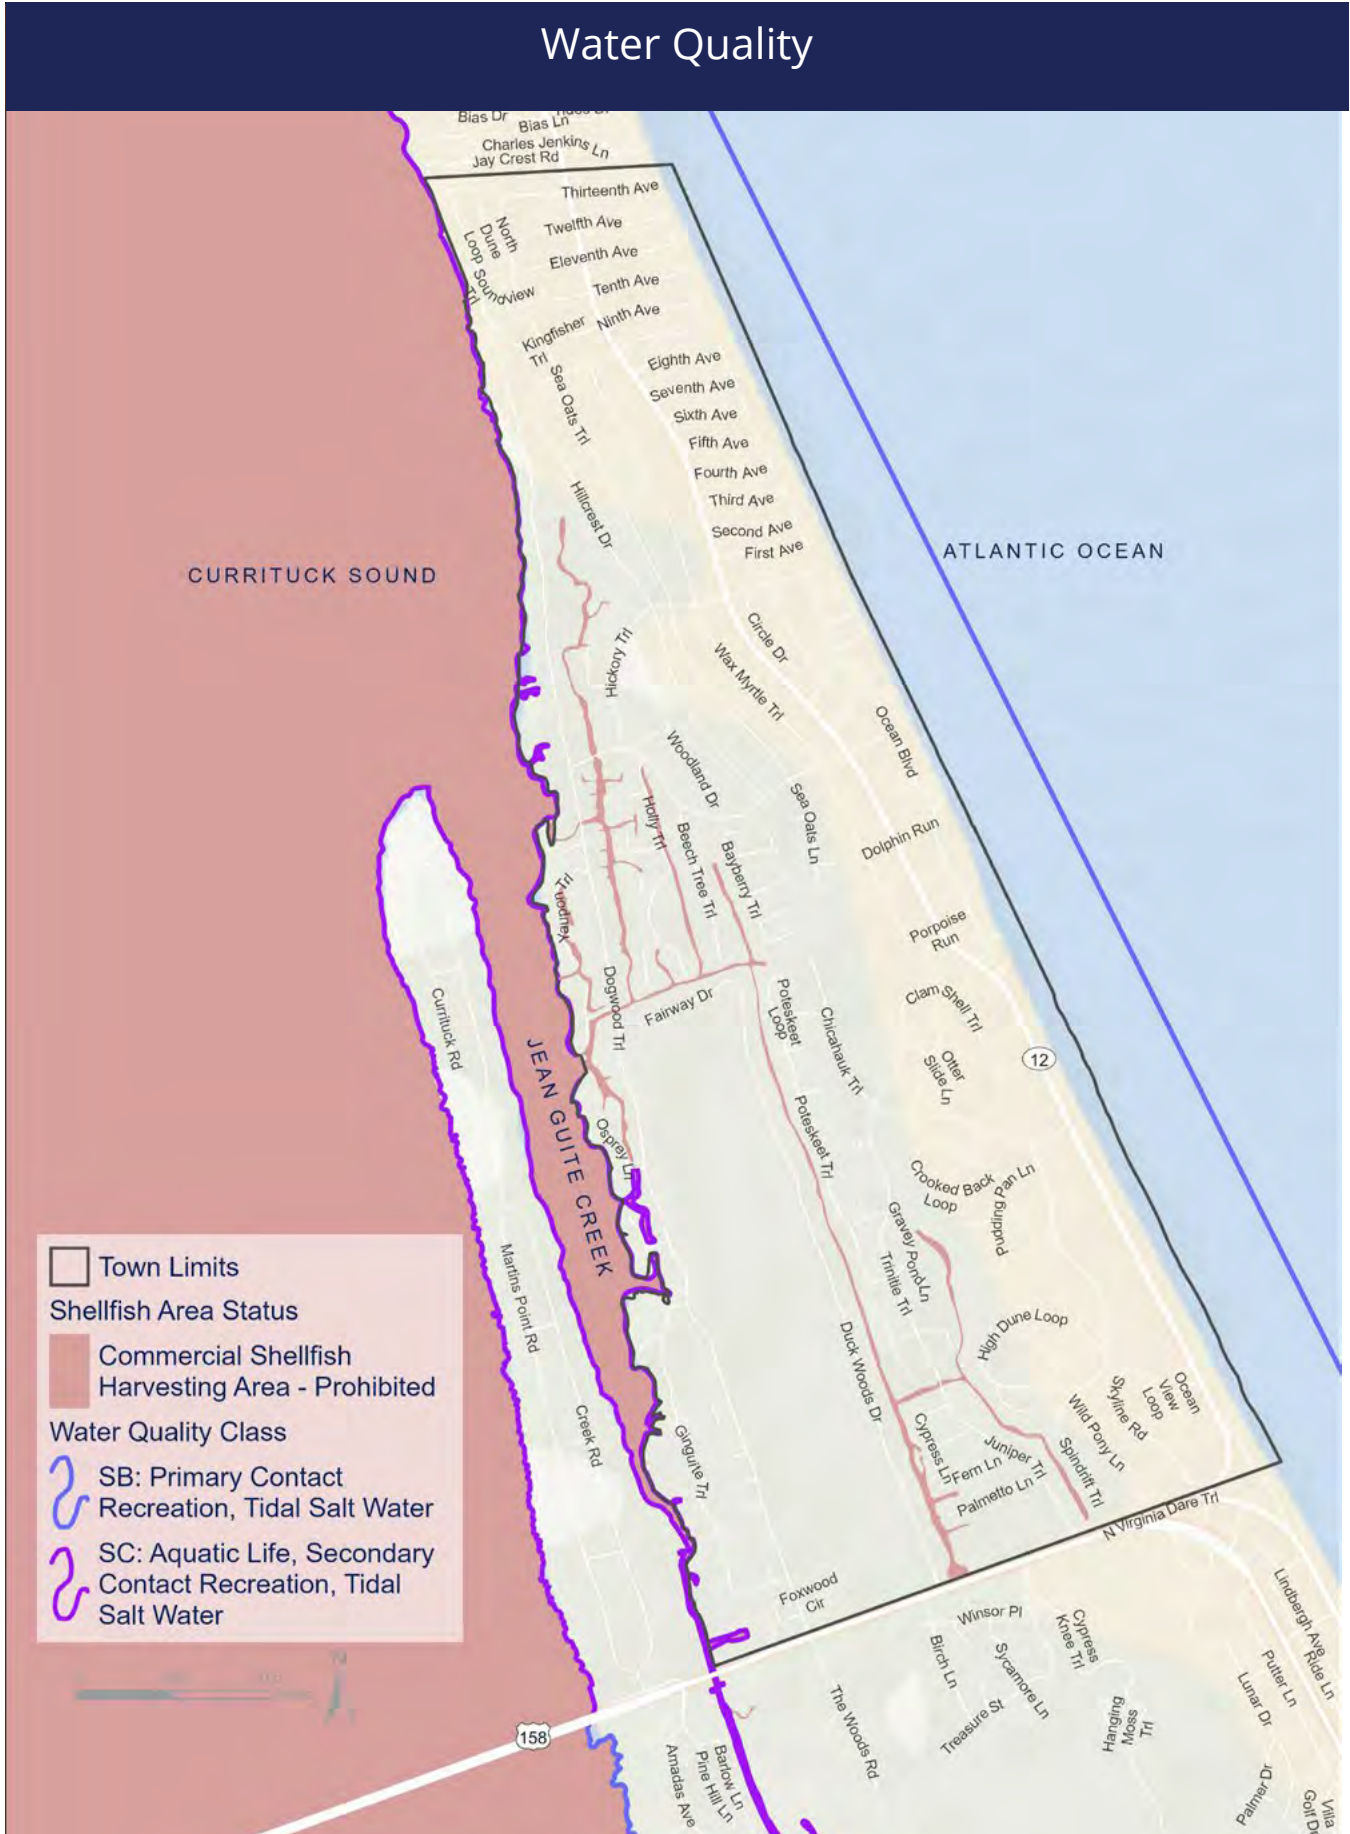 Water Quality
Bias Dr
Bias Ln
Charles Jenkins Ln
Jay Crest Rd
Thirteenth Ave
North
Dune
Loop
Twelfth Ave
Eleventh Ave
Soundview
Trl
Tenth Ave
Ninth Ave
Kingfisher
Trl
Sea Oats Trl
Eighth Ave
Seventh Ave
Sixth Ave
Fifth Ave
Fourth Ave
Third Ave
Second Ave
First Ave
Hillcrest Dr
ATLANTIC OCEAN
CURRITUCK SOUND
Hickory Trl
Circle Dr
Wax Myrtle Trl
Ocean Blvd
Woodland Dr
Sea Oats Ln
Holly Trl
Beech Tree Trl
Bayberry Trl
Dolphin Run
Yaupon Trl
Porpoise
Run
Dogwood Trl
Fairway Dr
Poteskeet
Loop
Chicahauk Trl
Clam Shell Trl
Currituck Rd
12
Otter
Slide Ln
JEAN GUITE CREEK
Osprey Ln
Poteskeet Trl
Crooked Back
Loop
Pudding Pan Ln
Gravey Pond Ln
Trinitie Trl
Martins Point Rd
High Dune Loop
Duck Woods Dr
Ocean
View
Loop
Skyline Rd
Wild Pony Ln
Creek Rd
Ginguite Trl
Cypress Ln
Juniper Trl
Fern Ln
Spindrift Trl
Palmetto Ln
N Virginia Dare Trl
Foxwood
Cir
Winsor Pl
Cypress
Knee Trl
Birch Ln
Sycamore Ln
Treasure St
Hanging
Moss
Trl
The Woods Rd
Lindbergh Ave
Ride Ln
Putter Ln
Lunar Dr
Palmer Dr
Villa
Golf Dr
158
Amadas Ave
Barlow Ln
Pine Hill Ln
Town Limits
Shellfish Area Status
Commercial Shellfish
Harvesting Area - Prohibited
Water Quality Class
SB: Primary Contact
Recreation, Tidal Salt Water
SC: Aquatic Life, Secondary
Contact Recreation, Tidal
Salt Water
N